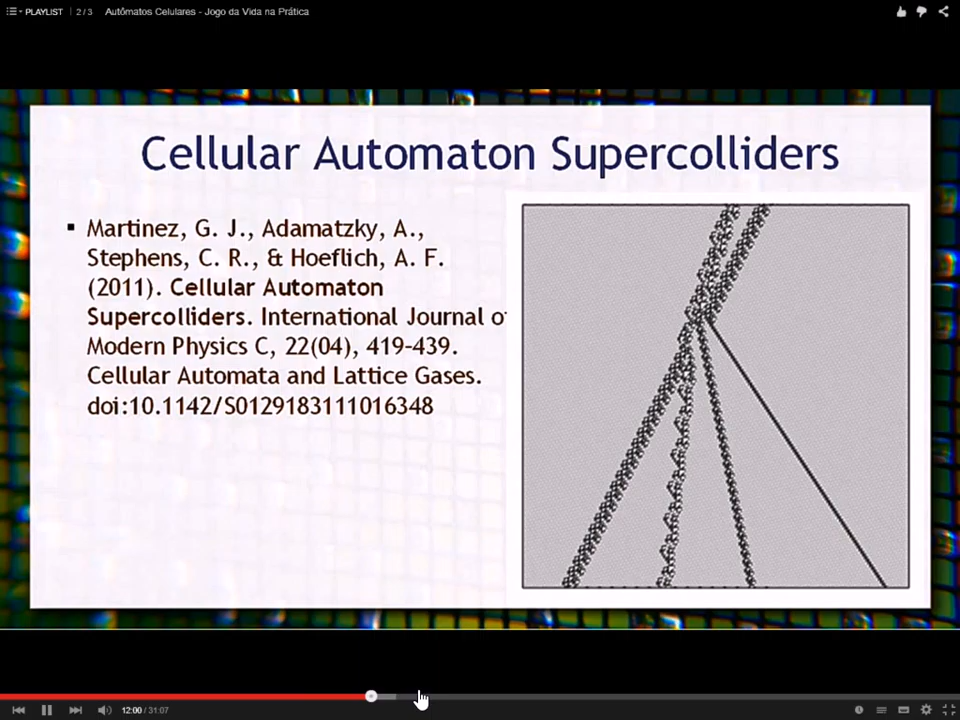 PLAYLIST 2/3 Autômatos Celulares - Jogo da Vida na Prática
Cellular Automaton Supercolliders
Martinez, G. J., Adamatzky, A.,
Stephens, C. R., & Hoeflich, A. F.
(2011). Cellular Automaton
Supercolliders. International Journal of
Modern Physics C, 22(04), 419-439.
Cellular Automata and Lattice Gases.
doi:10.1142/S0129183111016348
12:00 / 31:07